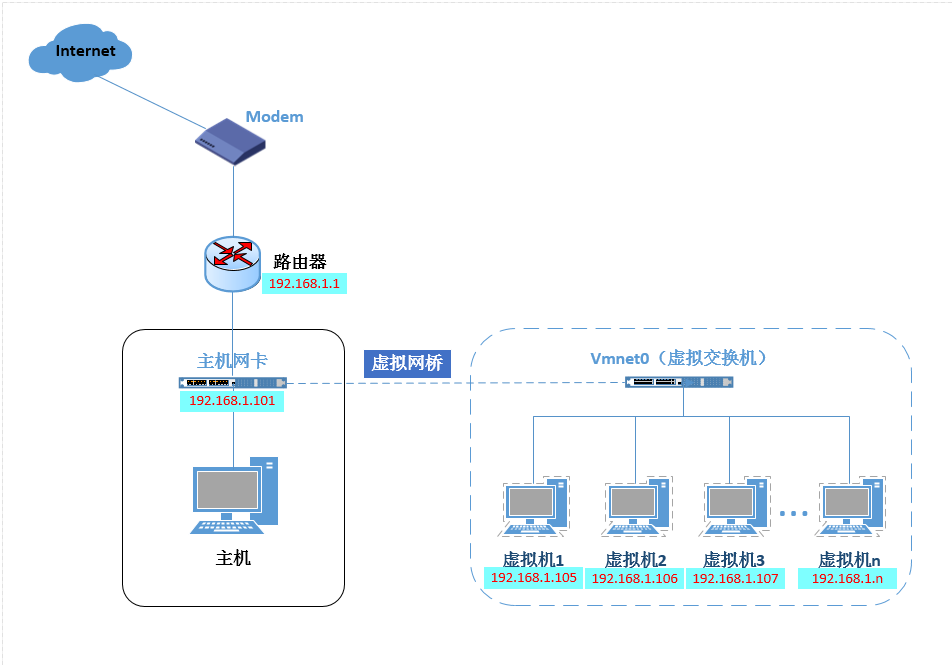 Internet
Modem
路由器
192.168.1.1
主机网卡
192.168.1.101
主机
虚拟网桥
Vmnet0（虚拟交换机）
虚拟机1
192.168.1.105
虚拟机2
192.168.1.106
虚拟机3
192.168.1.107
虚拟机n
192.168.1.n